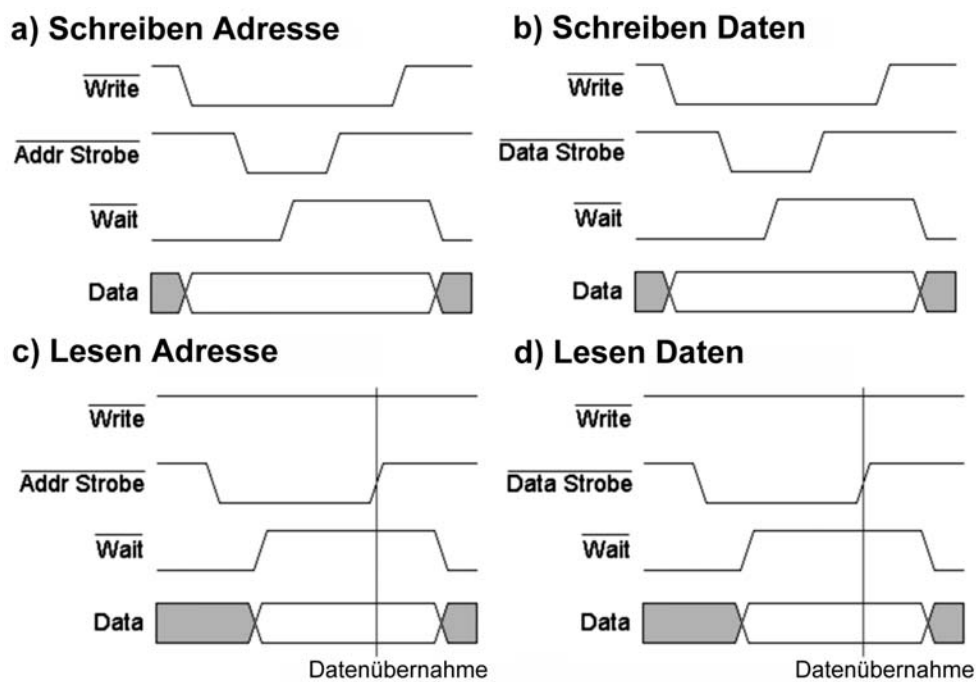 a) Schreiben Adresse
Write
Addr Strobe
Wait
Data
b) Schreiben Daten
Write
Data Strobe
Wait
Data
c) Lesen Adresse
Write
Addr Strobe
Wait
Data
Datenübernahme
d) Lesen Daten
Write
Data Strobe
Wait
Data
Datenübernahme